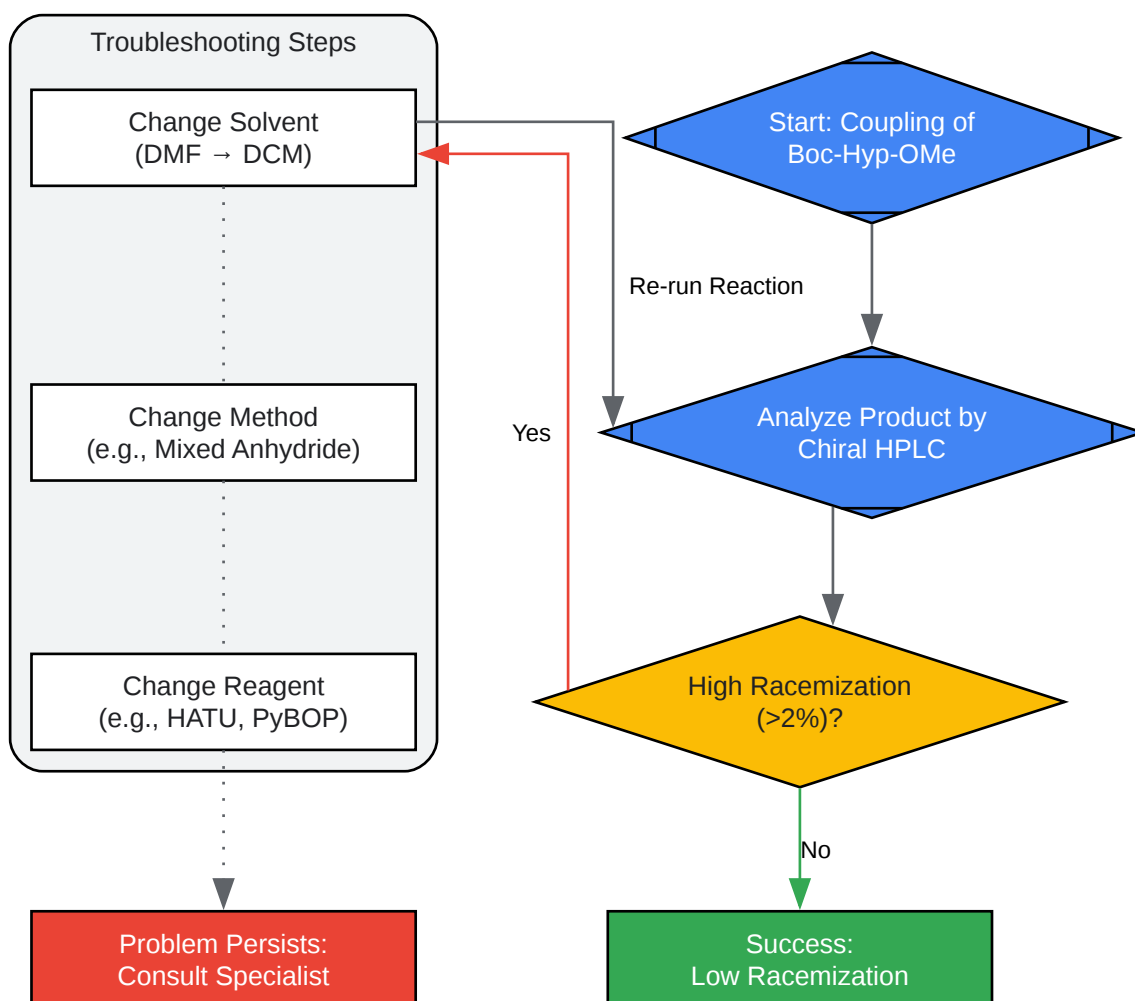 Troubleshooting Steps
Change Solvent
(DMF → DCM)
Start: Coupling of
Boc-Hyp-OMe
Re-run Reaction
Change Method
(e.g., Mixed Anhydride)
Yes
Analyze Product by
Chiral HPLC
Change Reagent
(e.g., HATU, PyBOP)
High Racemization
(>2%)?
No
Problem Persists:
Consult Specialist
Success:
Low Racemization